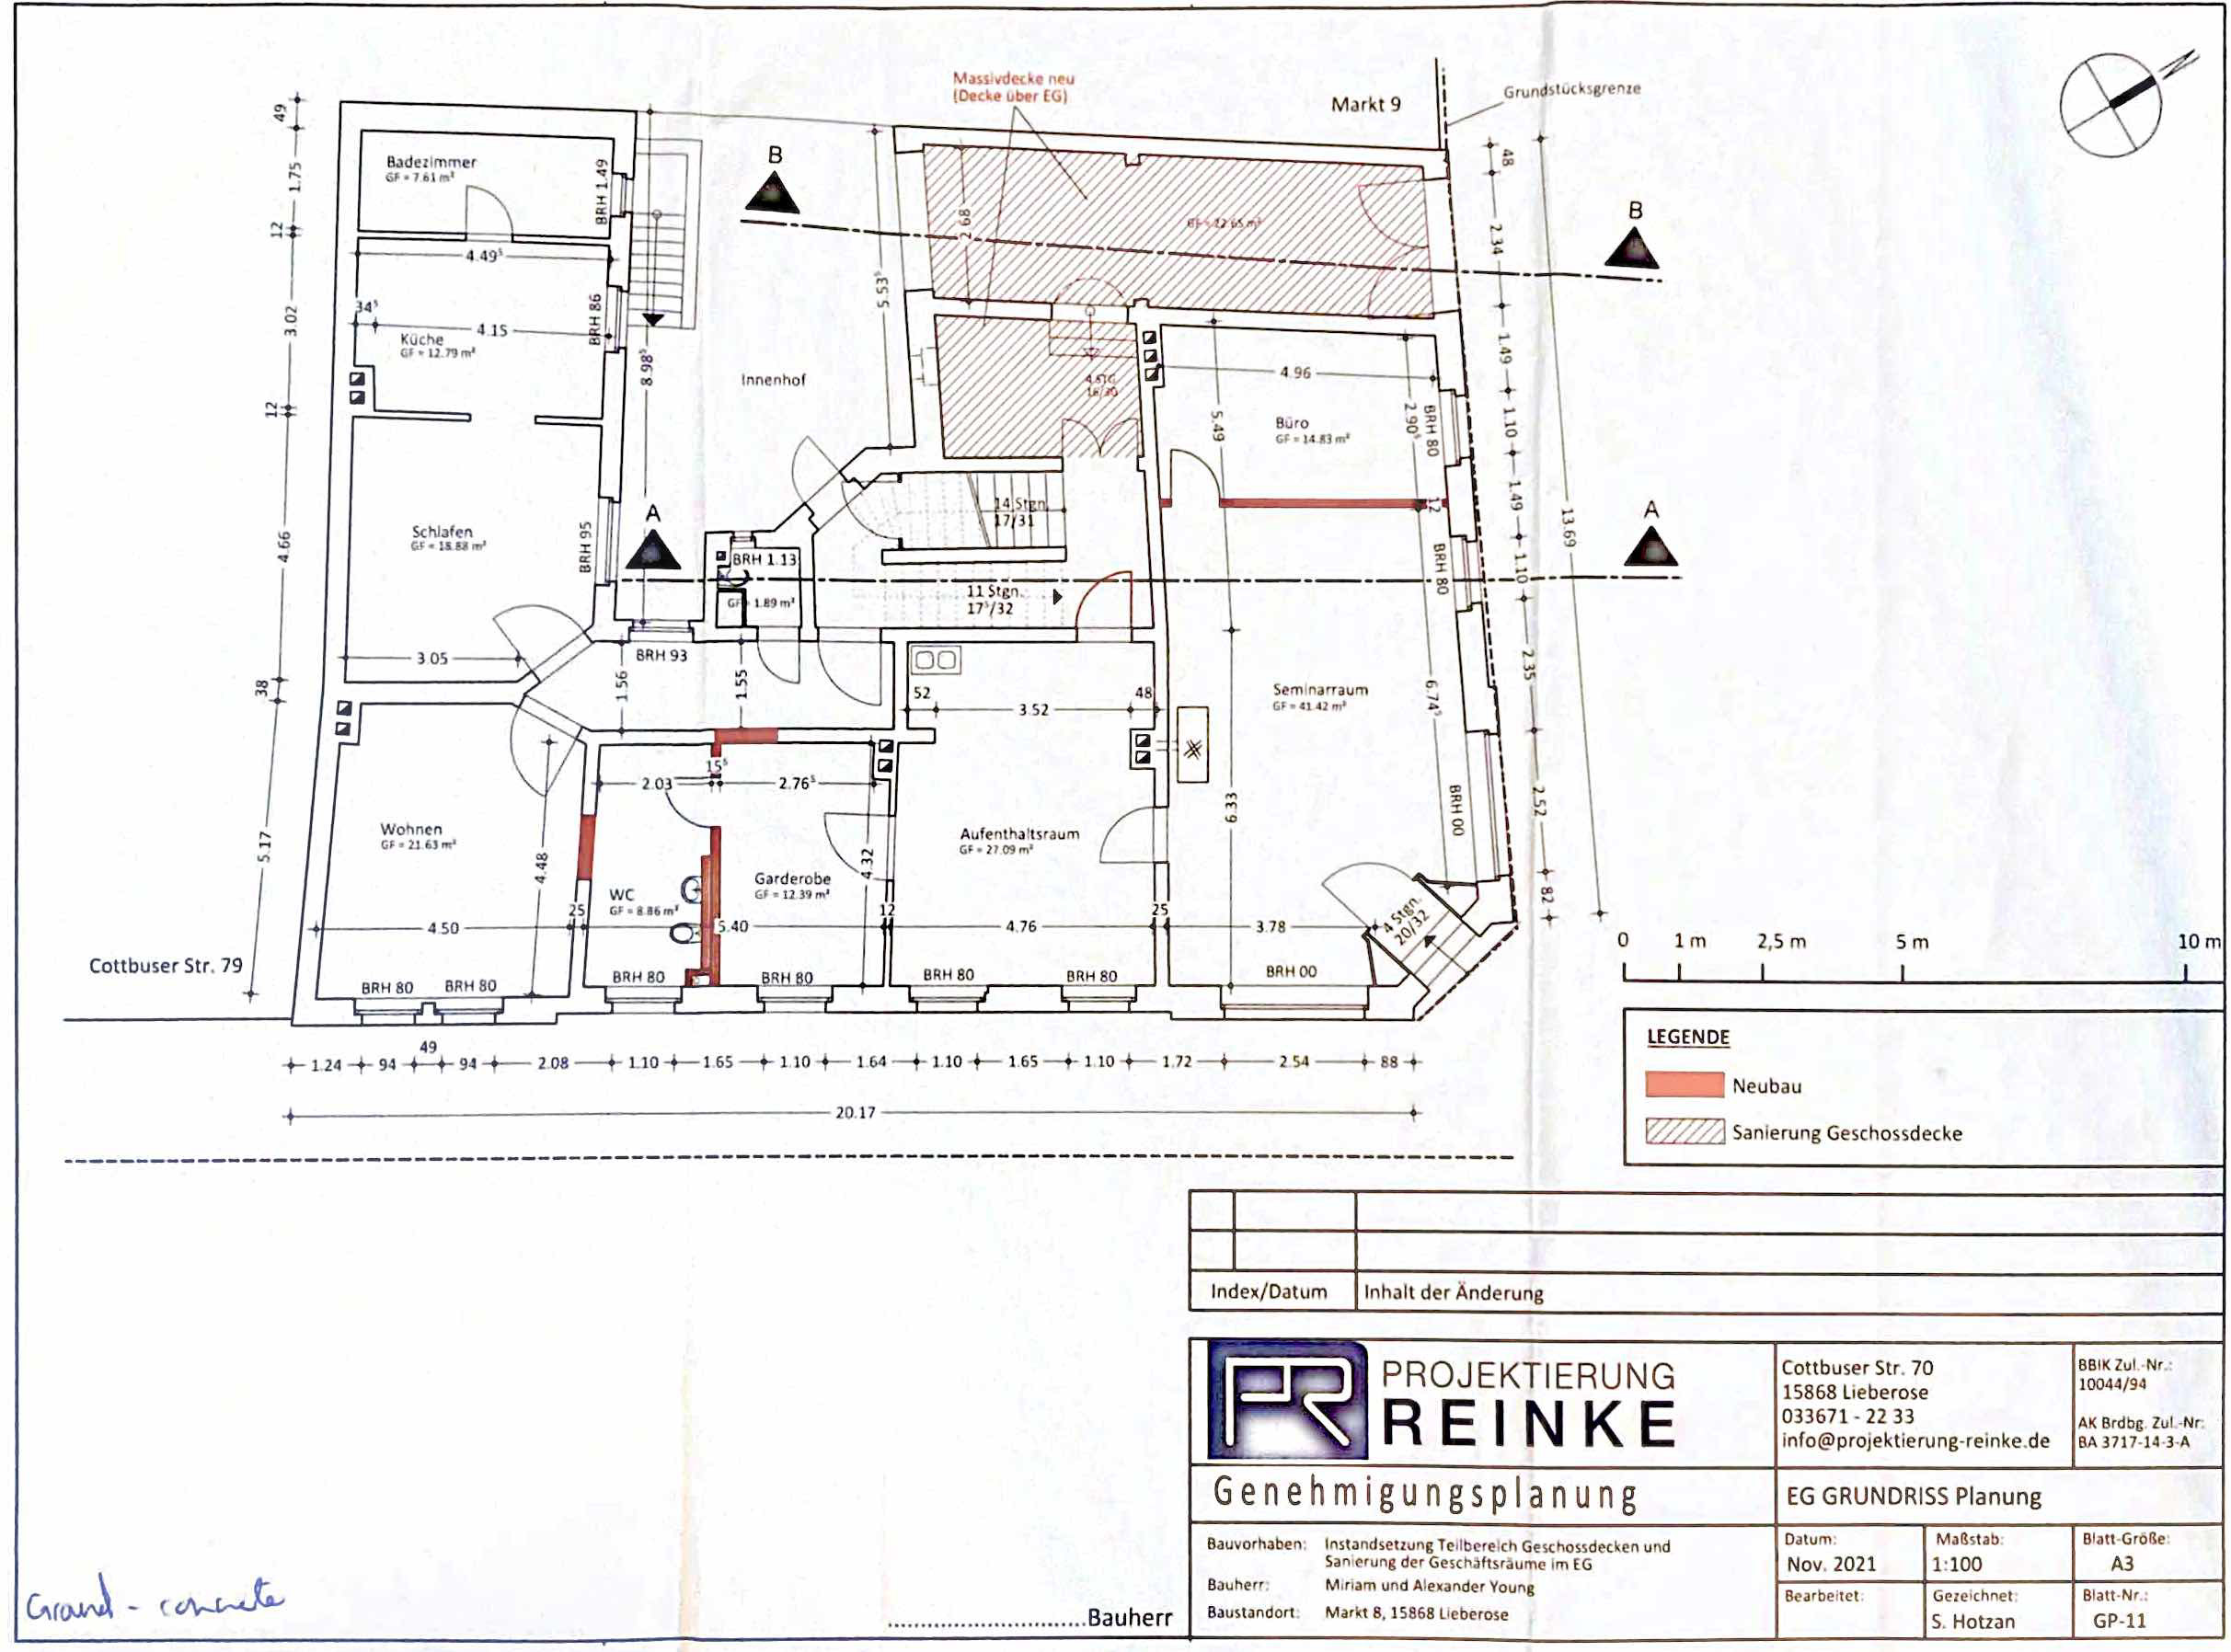 Massivdecke neu
(Decke über EG)
Markt 9
Grundstücksgrenze
49
1.75
12
3.02
12
4.66
38
5.17
Badezimmer
GF = 7.61 m²
BRH 1.49
4.49⁵
34⁵
4.15
Küche
GF = 12.79 m²
BRH 86
8.98⁵
B
Innenhof
5.53⁵
2.68
GF = 22.65 m²
4 STG
16/30
B
48
2.34
1.49
1.10
1.49
1.10
2.35
2.52
82
13.69
4.96
5.49
2.90⁵
Büro
GF = 14.83 m²
BRH 80
12
Schlafen
GF = 18.88 m²
BRH 95
A
14 Stgn.
17/31
BRH 1.13
GF = 1.89 m²
11 Stgn.
17⁵/32
BRH 80
A
3.05
BRH 93
1.56
1.55
52
3.52
48
Seminarraum
GF = 41.42 m²
6.74⁵
15⁵
2.03
2.76⁵
Wohnen
GF = 21.63 m²
4.48
4.32
Aufenthaltsraum
GF = 27.09 m²
6.33
BRH 00
Garderobe
GF = 12.39 m²
WC
GF = 8.86 m²
4.50
25
5.40
12
4.76
25
3.78
4 Stgn.
20/32
Cottbuser Str. 79
BRH 80
BRH 80
BRH 80
BRH 80
BRH 80
BRH 80
BRH 00
0 1 m 2,5 m 5 m 10 m
49
1.24 94 94 2.08 1.10 1.65 1.10 1.64 1.10 1.65 1.10 1.72 2.54 88
20.17
LEGENDE
Neubau
Sanierung Geschossdecke
Index/Datum
Inhalt der Änderung
PR
PROJEKTIERUNG
REINKE
Cottbuser Str. 70
15868 Lieberose
033671 - 22 33
info@projektierung-reinke.de
BBIK Zul.-Nr.:
10044/94
AK Brdbg. Zul.-Nr:
BA 3717-14-3-A
Genehmigungsplanung
EG GRUNDRISS Planung
Bauvorhaben: Instandsetzung Teilbereich Geschossdecken und
Sanierung der Geschäftsräume im EG
Bauherr: Miriam und Alexander Young
Baustandort: Markt 8, 15868 Lieberose
Datum:
Nov. 2021
Maßstab:
1:100
Blatt-Größe:
A3
Bearbeitet:
Gezeichnet:
S. Hotzan
Blatt-Nr.:
GP-11
..............................Bauherr
Grand - concrete